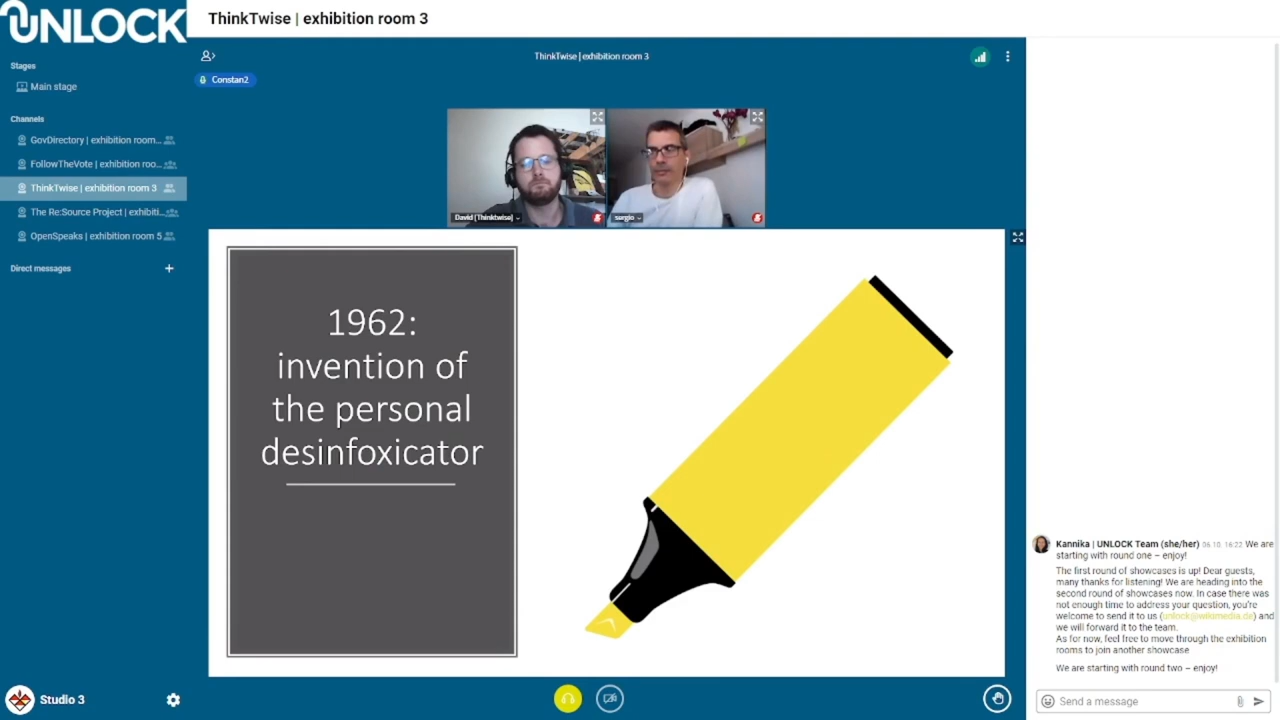 UNLOCK
ThinkTwise | exhibition room 3
Stages
Main stage
Channels
GovDirectory | exhibition room...
FollowTheVote | exhibition roo...
ThinkTwise | exhibition room 3
The Re:Source Project | exhibiti...
OpenSpeaks | exhibition room 5
Direct messages
Studio 3
ThinkTwise | exhibition room 3
Constan2
David [Thinktwise]
surgio
1962:
invention of
the personal
desinfoxicator
Kannika | UNLOCK Team (she/her) 06.10. 16:22 We are
starting with round one – enjoy!
The first round of showcases is up! Dear guests,
many thanks for listening! We are heading into the
second round of showcases now. In case there was
not enough time to address your question, you're
welcome to send it to us (unlock@wikimedia.de) and
we will forward it to the team.
As for now, feel free to move through the exhibition
rooms to join another showcase
We are starting with round two – enjoy!
Send a message